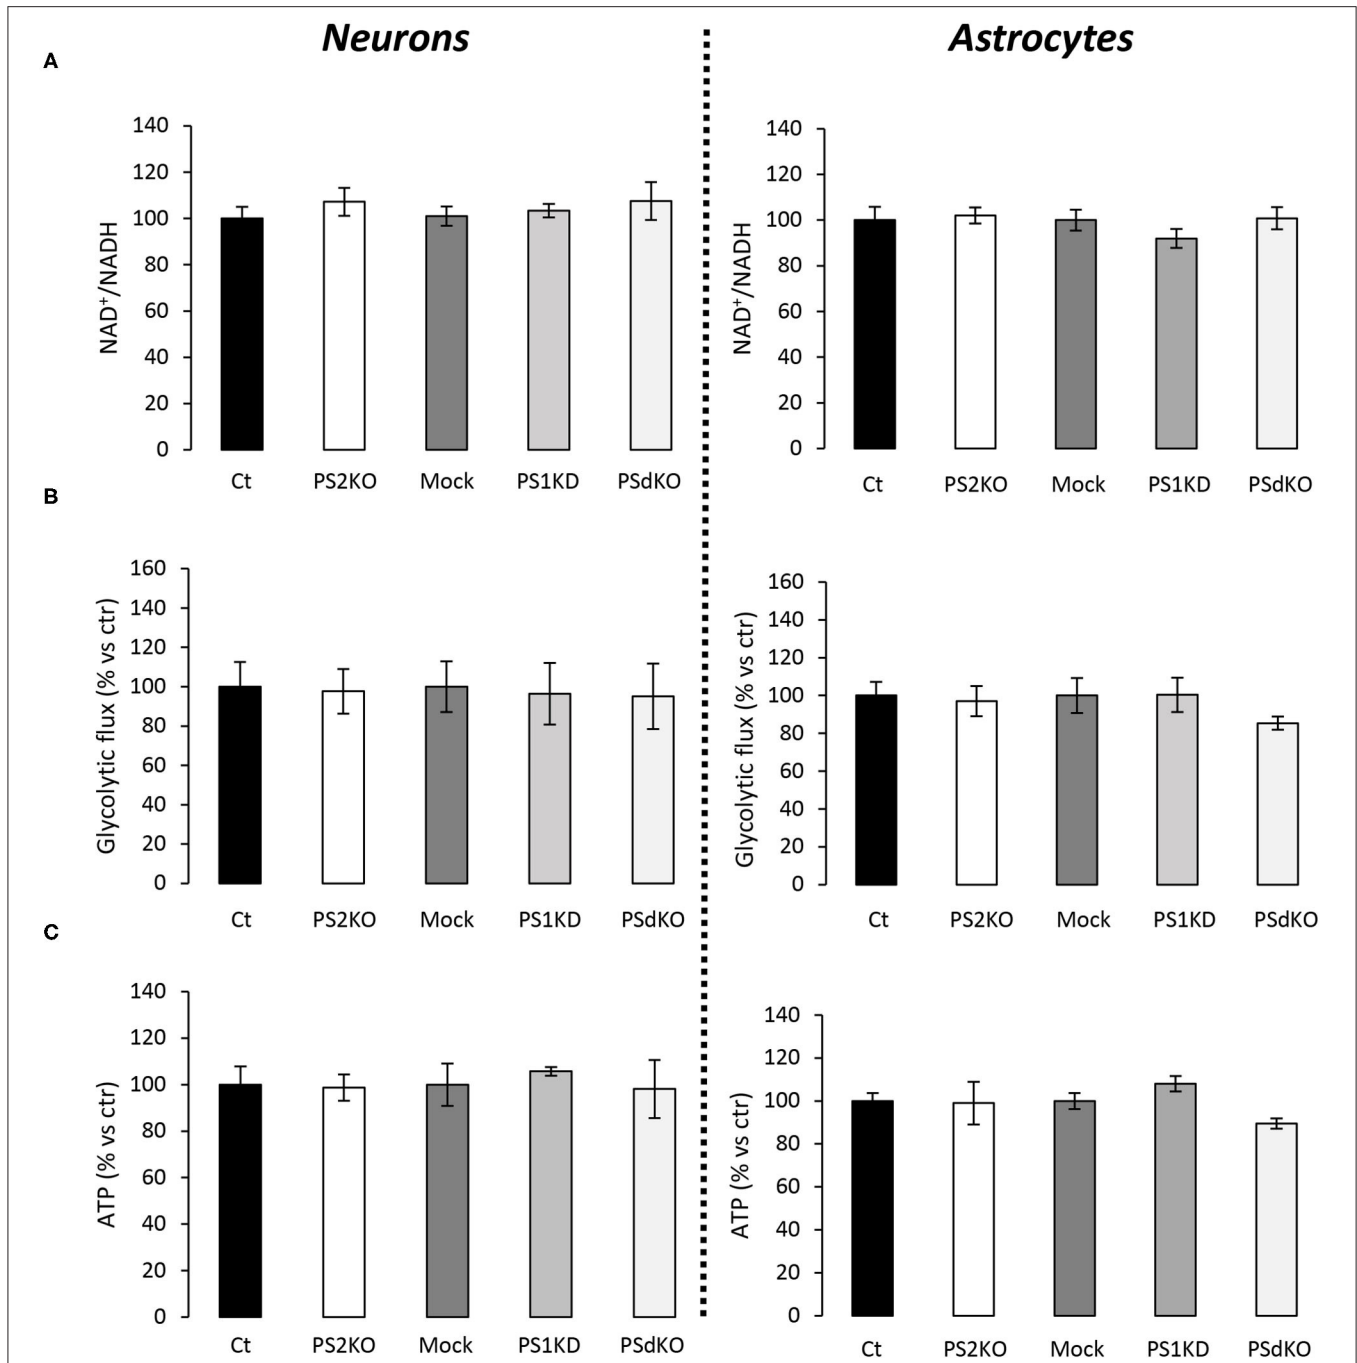 Neurons
Astrocytes
A
NAD⁺/NADH
140
120
100
80
60
40
20
0
Ct PS2KO Mock PS1KD PSdKO
NAD⁺/NADH
140
120
100
80
60
40
20
0
Ct PS2KO Mock PS1KD PSdKO
B
Glycolytic flux (% vs ctr)
160
140
120
100
80
60
40
20
0
Ct PS2KO Mock PS1KD PSdKO
Glycolytic flux (% vs ctr)
160
140
120
100
80
60
40
20
0
Ct PS2KO Mock PS1KD PSdKO
C
ATP (% vs ctr)
140
120
100
80
60
40
20
0
Ct PS2KO Mock PS1KD PSdKO
ATP (% vs ctr)
140
120
100
80
60
40
20
0
Ct PS2KO Mock PS1KD PSdKO